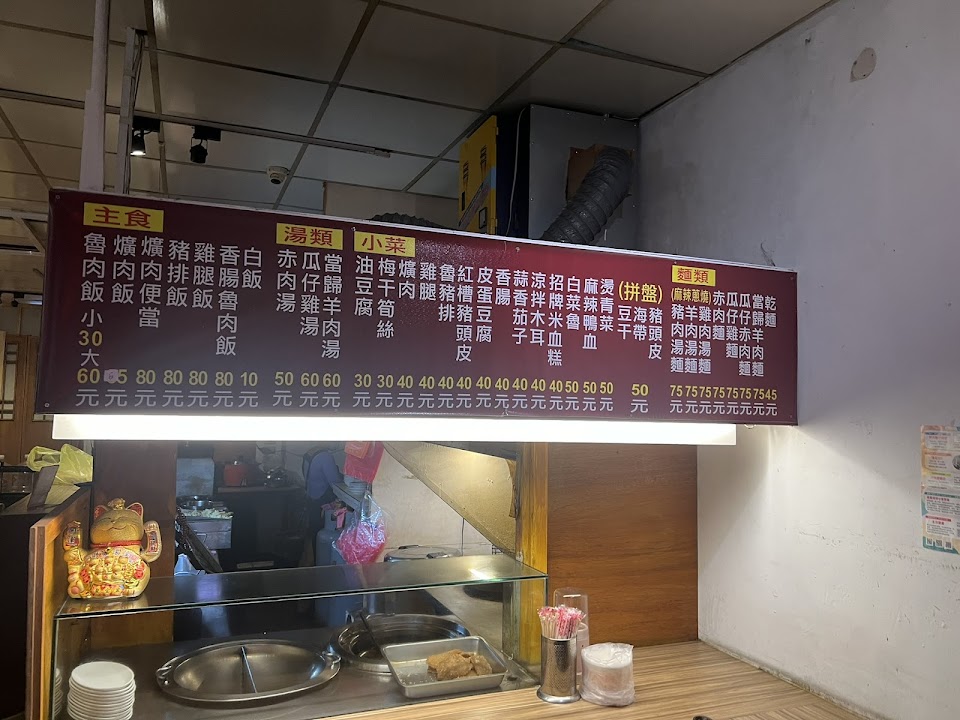 主食
魯肉飯 小30 大60元
爌肉飯 65元
爌肉便當 80元
豬排飯 80元
雞腿飯 80元
香腸魯肉飯 80元
白飯 10元
湯類
赤肉湯 50元
瓜仔雞湯 60元
當歸羊肉湯 60元
小菜
油豆腐 30元
梅干筍絲 30元
爌肉 40元
雞腿 40元
魯豬排 40元
紅槽豬頭皮 40元
皮蛋豆腐 40元
香腸 40元
蒜香茄子 40元
涼拌木耳 40元
招牌米血糕 40元
白菜魯 50元
麻辣鴨血 50元
燙青菜 50元
(拼盤)
豆干 海帶 豬頭皮 50元
麵類
(麻辣蔥燒)
豬肉湯麵 75元
羊肉湯麵 75元
雞肉湯麵 75元
赤肉麵 75元
瓜仔雞麵 75元
瓜仔赤肉麵 75元
當歸羊肉麵 75元
乾麵 45元